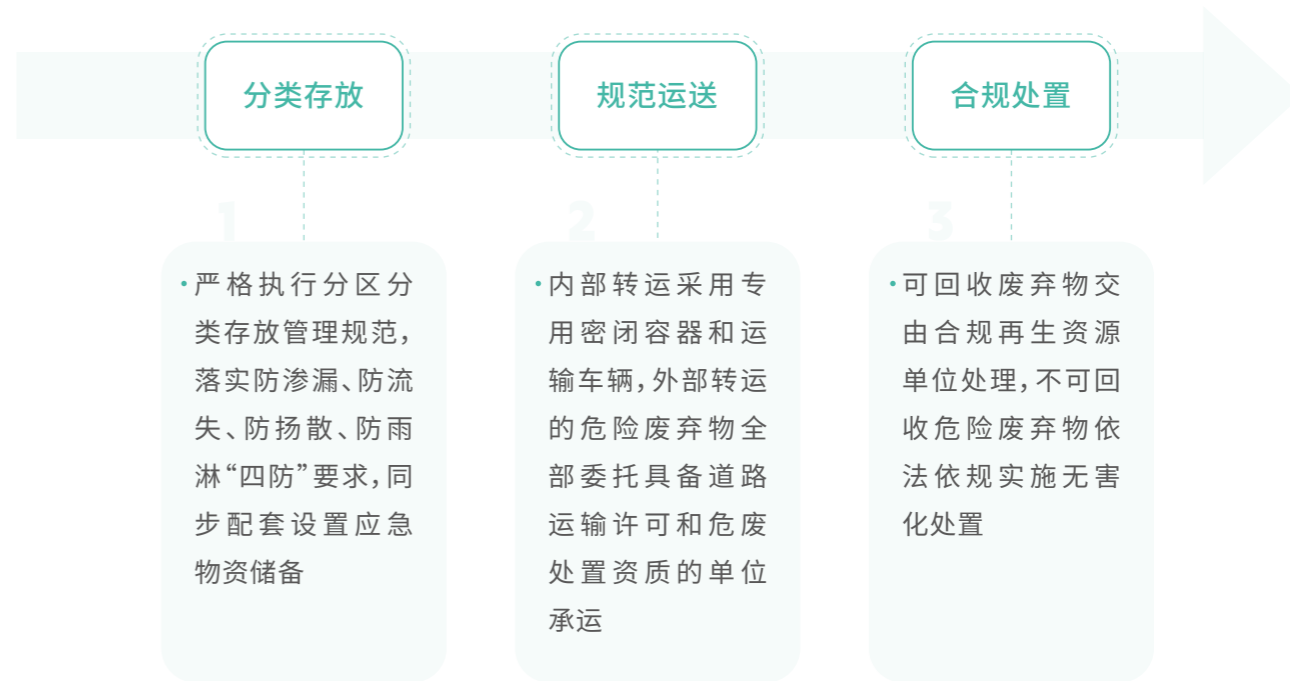 分类存放
规范运送
合规处置
1
2
3
·严格执行分区分
类存放管理规范，
落实防渗漏、防流
失、防扬散、防雨
淋“四防”要求，同
步配套设置应急
物资储备
·内部转运采用专
用密闭容器和运
输车辆，外部转运
的危险废弃物全
部委托具备道路
运输许可和危废
处置资质的单位
承运
·可回收废弃物交
由合规再生资源
单位处理，不可回
收危险废弃物依
法依规实施无害
化处置